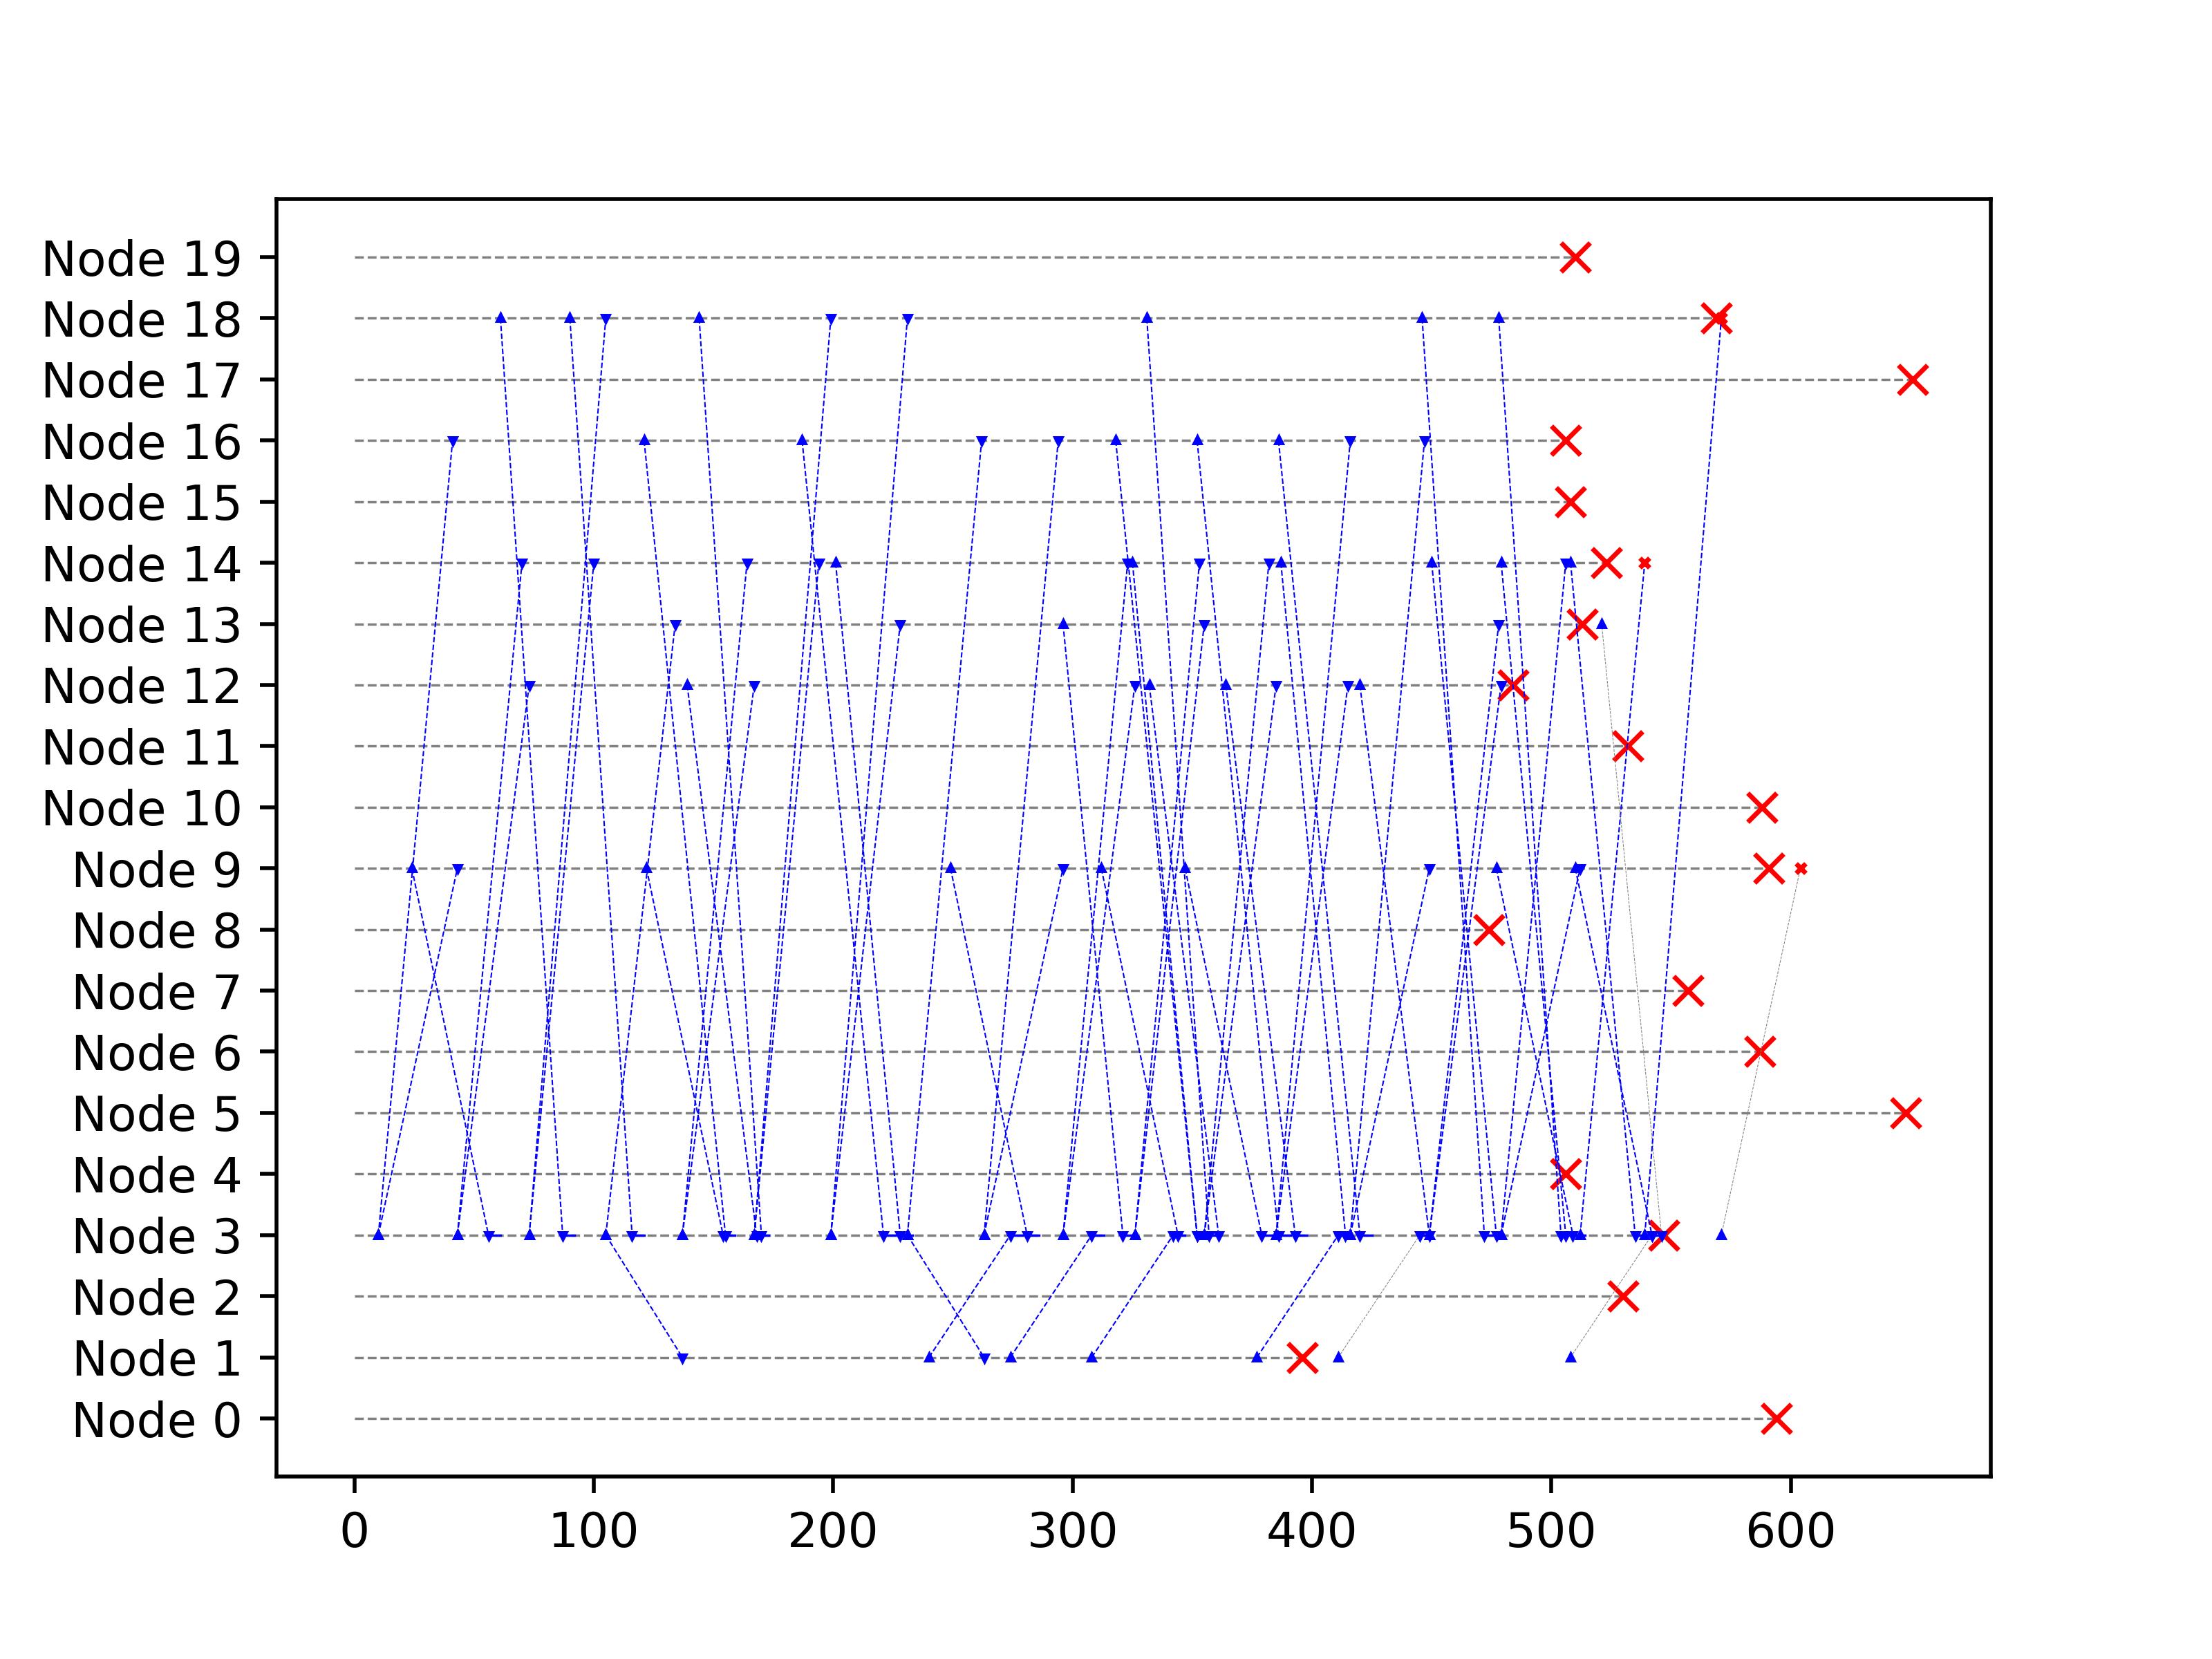 Node 19
Node 18
Node 17
Node 16
Node 15
Node 14
Node 13
Node 12
Node 11
Node 10
Node 9
Node 8
Node 7
Node 6
Node 5
Node 4
Node 3
Node 2
Node 1
Node 0
0 100 200 300 400 500 600